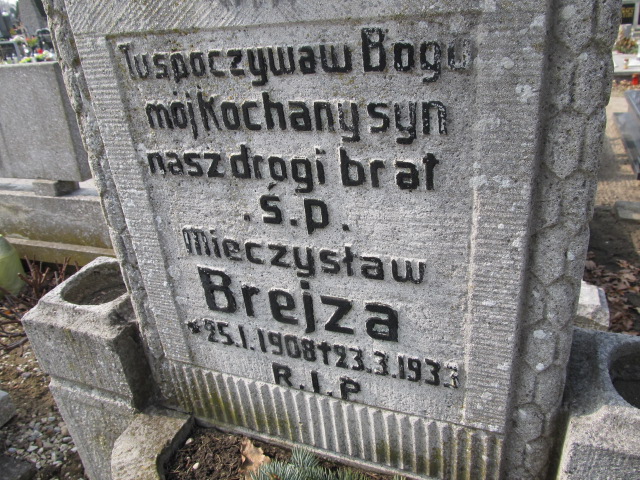 Tu spoczywa w Bogu
mój Kochany syn
nasz drogi brat
.ś.p.
Mieczysław
Brejza
*25.1.1908†23.3.1933
R.I.P